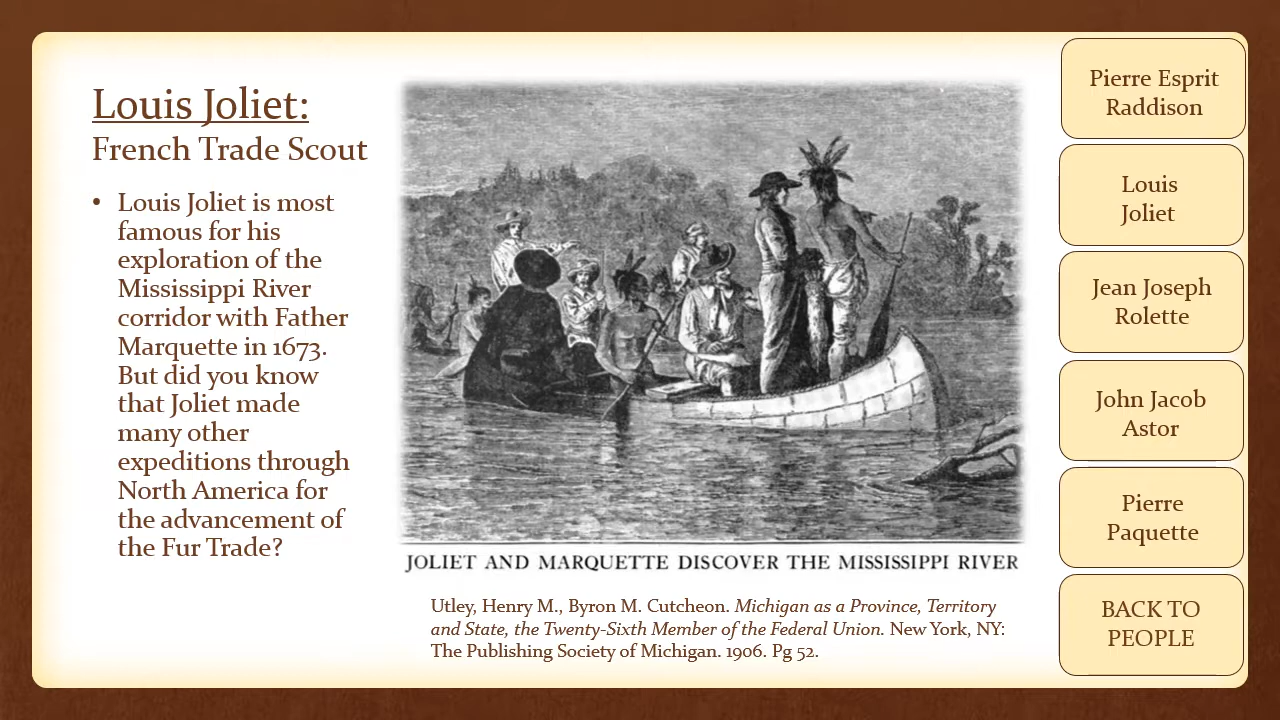 Louis Joliet:
French Trade Scout
• Louis Joliet is most
famous for his
exploration of the
Mississippi River
corridor with Father
Marquette in 1673.
But did you know
that Joliet made
many other
expeditions through
North America for
the advancement of
the Fur Trade?
JOLIET AND MARQUETTE DISCOVER THE MISSISSIPPI RIVER
Utley, Henry M., Byron M. Cutcheon. Michigan as a Province, Territory
and State, the Twenty-Sixth Member of the Federal Union. New York, NY:
The Publishing Society of Michigan. 1906. Pg 52.
Pierre Esprit
Raddison
Louis
Joliet
Jean Joseph
Rolette
John Jacob
Astor
Pierre
Paquette
BACK TO
PEOPLE